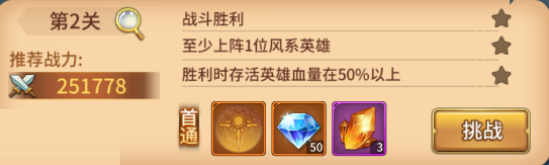 第2关
战斗胜利
至少上阵1位风系英雄
推荐战力:
251778
胜利时存活英雄血量在50%以上
首通
50
3
挑战